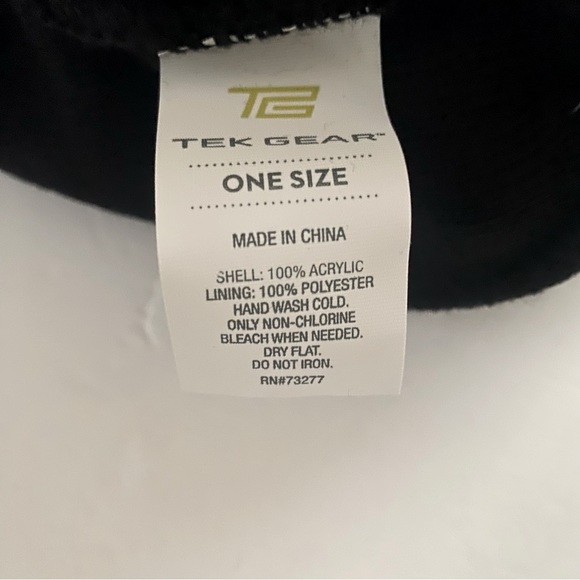 TG
TEK GEAR™
ONE SIZE
MADE IN CHINA
SHELL: 100% ACRYLIC
LINING: 100% POLYESTER
HAND WASH COLD.
ONLY NON-CHLORINE
BLEACH WHEN NEEDED.
DRY FLAT.
DO NOT IRON.
RN#73277